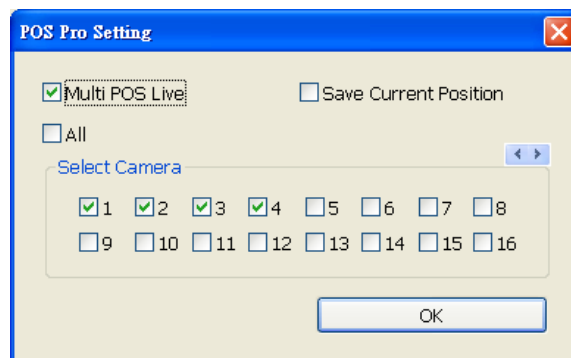 POS Pro Setting
Multi POS Live Save Current Position
All
Select Camera
1 2 3 4 5 6 7 8
9 10 11 12 13 14 15 16
OK